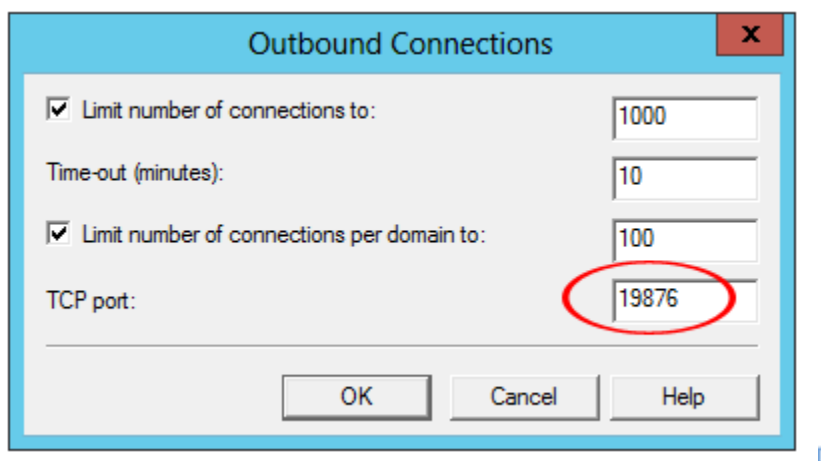 Outbound Connections
x
Limit number of connections to: 1000
Time-out (minutes): 10
Limit number of connections per domain to: 100
TCP port: 19876
OK Cancel Help